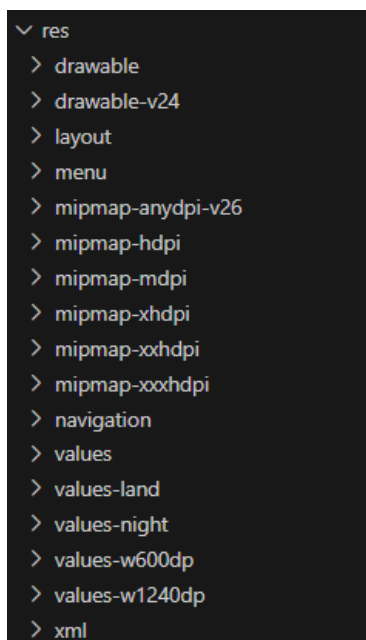 res
drawable
drawable-v24
layout
menu
mipmap-anydpi-v26
mipmap-hdpi
mipmap-mdpi
mipmap-xhdpi
mipmap-xxhdpi
mipmap-xxxhdpi
navigation
values
values-land
values-night
values-w600dp
values-w1240dp
xml